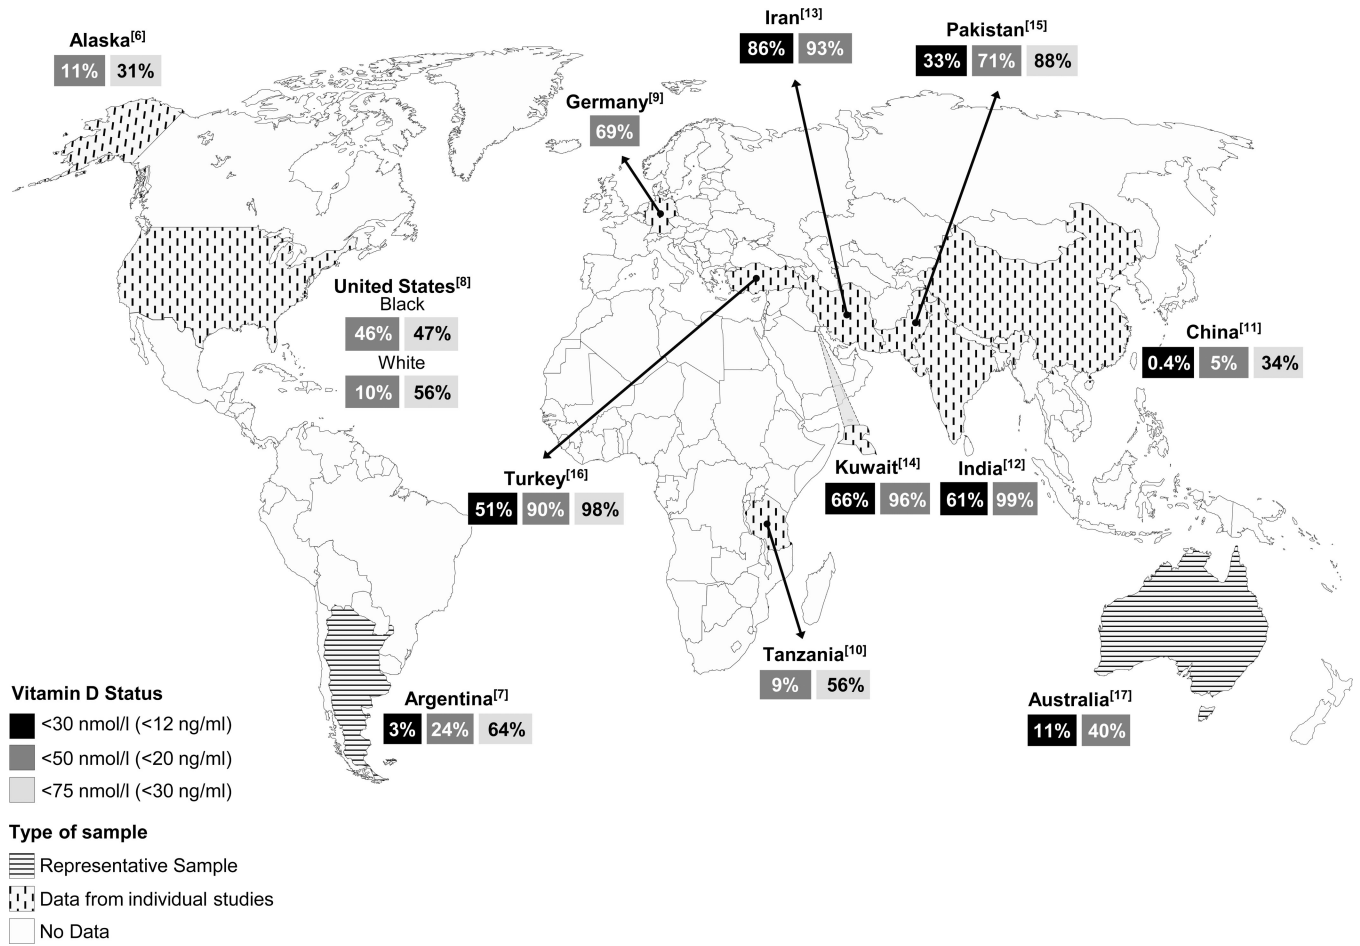 Iran[13]
86% 93%
Pakistan[15]
33% 71% 88%
Alaska[6]
11% 31%
Germany[9]
69%
United States[8]
Black
46% 47%
White
10% 56%
China[11]
0.4% 5% 34%
Turkey[16]
51% 90% 98%
Kuwait[14]
66% 96%
India[12]
61% 99%
Tanzania[10]
9% 56%
Argentina[7]
3% 24% 64%
Australia[17]
11% 40%
Vitamin D Status
<30 nmol/l (<12 ng/ml)
<50 nmol/l (<20 ng/ml)
<75 nmol/l (<30 ng/ml)
Type of sample
Representative Sample
Data from individual studies
No Data